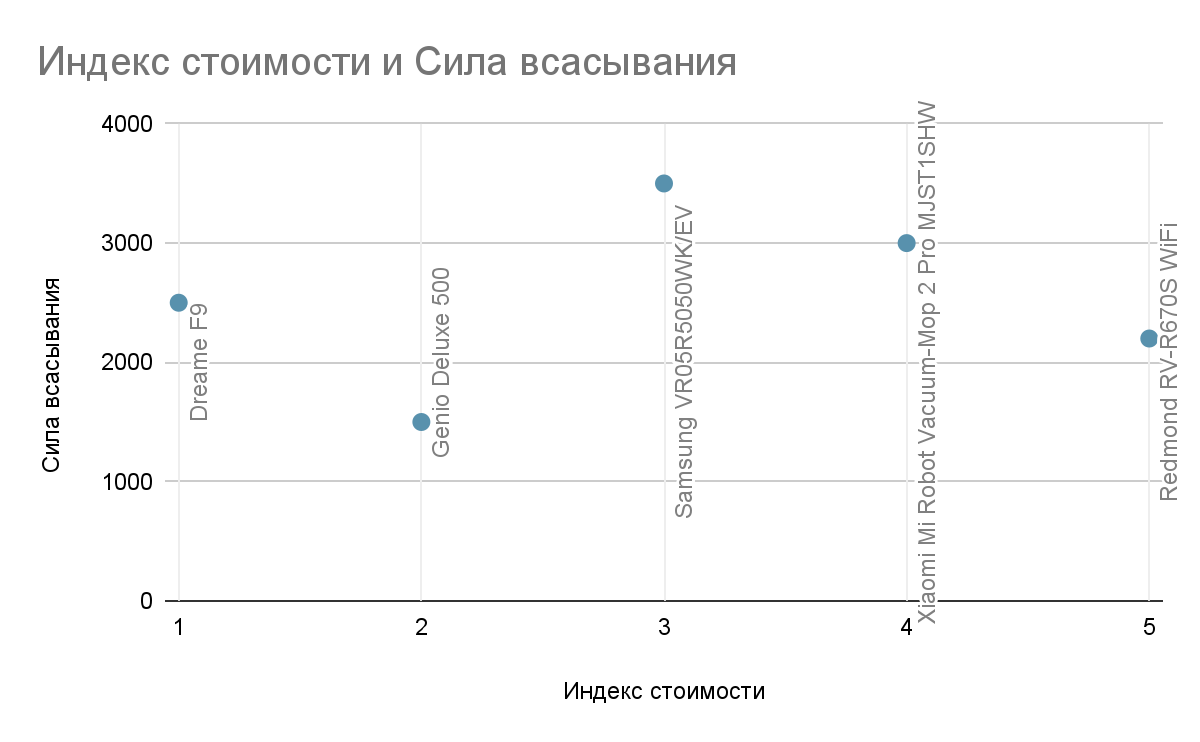 Индекс стоимости и Сила всасывания
4000
3000
2000
1000
0
Сила всасывания
Dreame F9
Genio Deluxe 500
Samsung VR05R5050WK/EV
Xiaomi Mi Robot Vacuum-Mop 2 Pro MJST1SHW
Redmond RV-R670S WiFi
1
2
3
4
5
Индекс стоимости